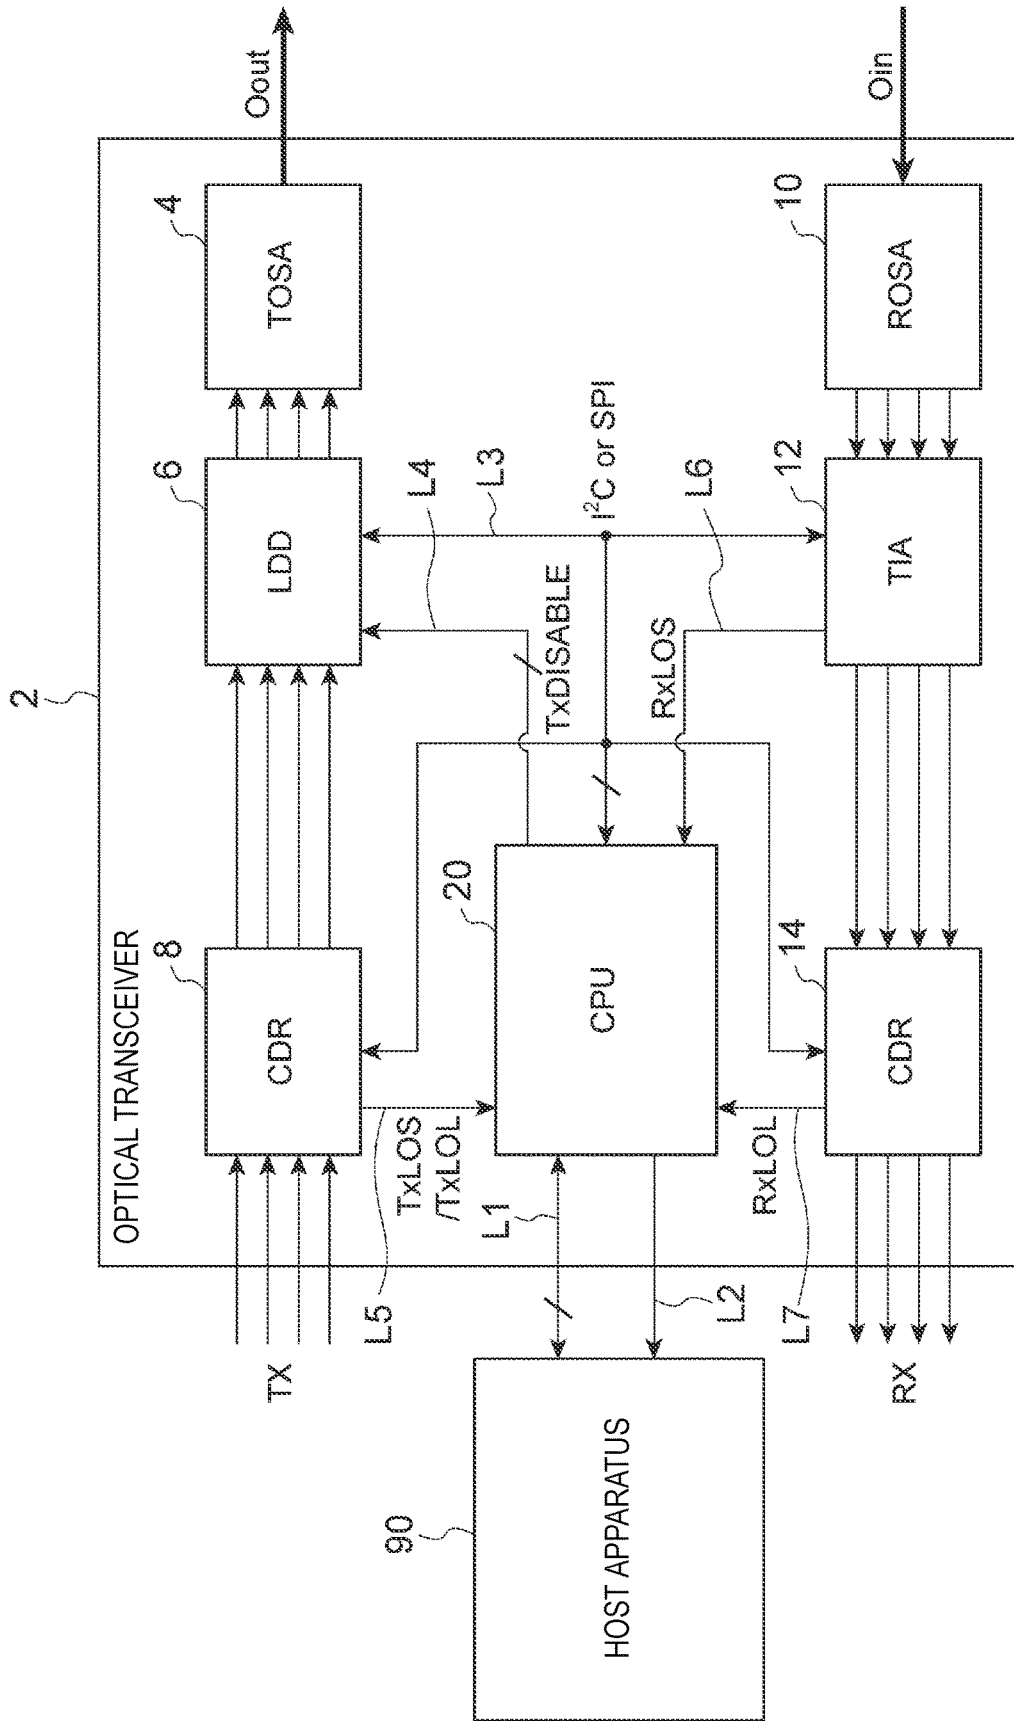 2
OPTICAL TRANSCEIVER
TX
8
CDR
6
LDD
4
TOSA
Oout
L5
TxLOS
/TxLOL
L4
L3
TxDISABLE
I²C or SPI
90
HOST APPARATUS
L1
L2
20
CPU
RxLOS
L6
RxLOL
L7
RX
14
CDR
12
TIA
10
ROSA
Oin